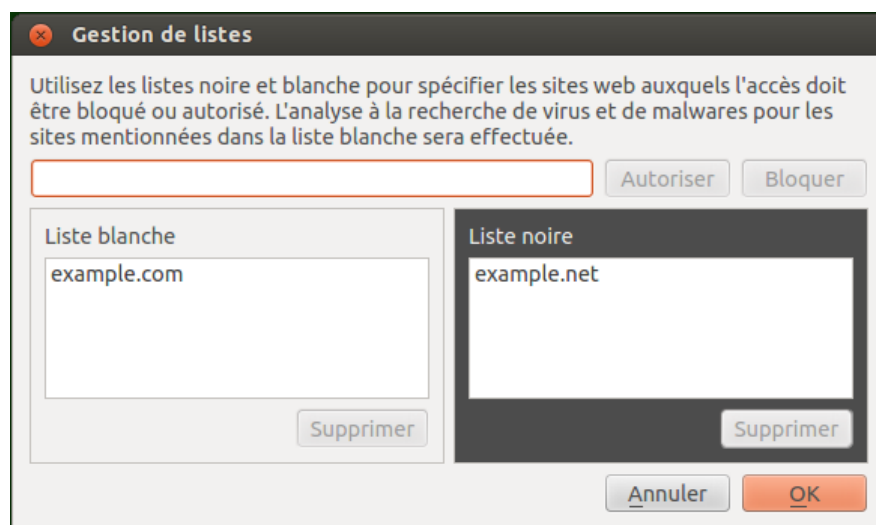 Gestion de listes
Utilisez les listes noire et blanche pour spécifier les sites web auxquels l'accès doit
être bloqué ou autorisé. L'analyse à la recherche de virus et de malwares pour les
sites mentionnées dans la liste blanche sera effectuée.
Autoriser
Bloquer
Liste blanche
example.com
Supprimer
Liste noire
example.net
Supprimer
Annuler
OK